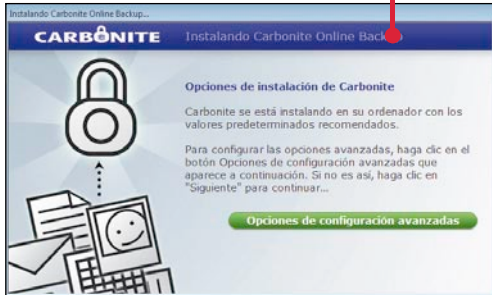 Instalando Carbonite Online Backup...
CARBONITE Instalando Carbonite Online Backup
Opciones de instalación de Carbonite
Carbonite se está instalando en su ordenador con los
valores predeterminados recomendados.
Para configurar las opciones avanzadas, haga clic en el
botón Opciones de configuración avanzadas que
aparece a continuación. Si no es así, haga clic en
"Siguiente" para continuar...
Opciones de configuración avanzadas